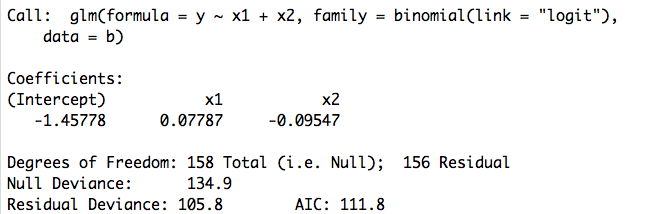 Call:  glm(formula = y ~ x1 + x2, family = binomial(link = "logit"),
    data = b)

Coefficients:
(Intercept)           x1           x2
   -1.45778      0.07787     -0.09547

Degrees of Freedom: 158 Total (i.e. Null);  156 Residual
Null Deviance:      134.9
Residual Deviance: 105.8        AIC: 111.8